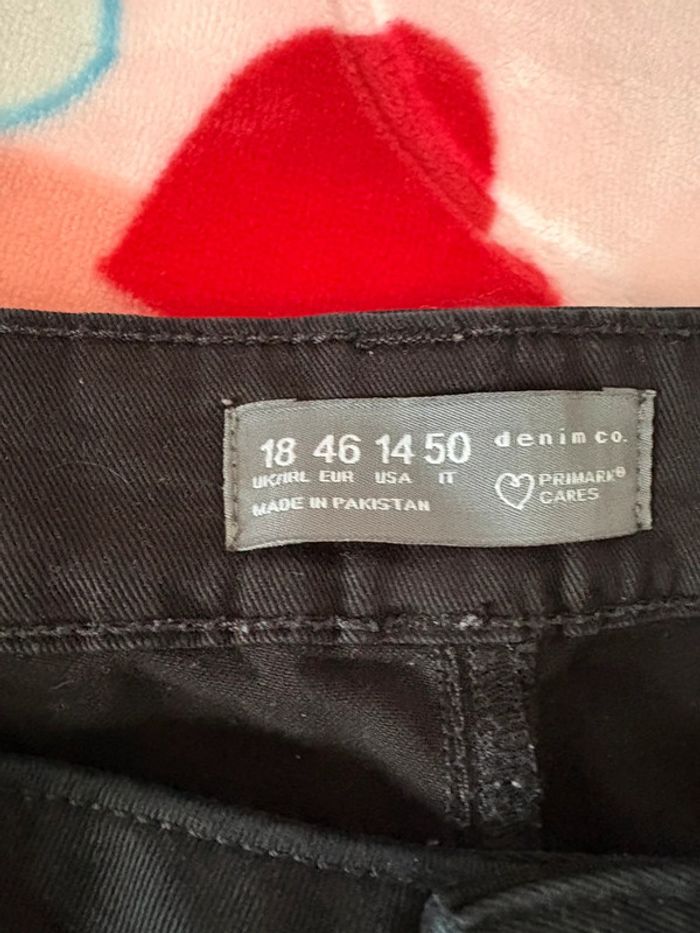 18 46 14 50
UK/IRL EUR USA IT
MADE IN PAKISTAN
denim co.
PRIMARK®
CARES